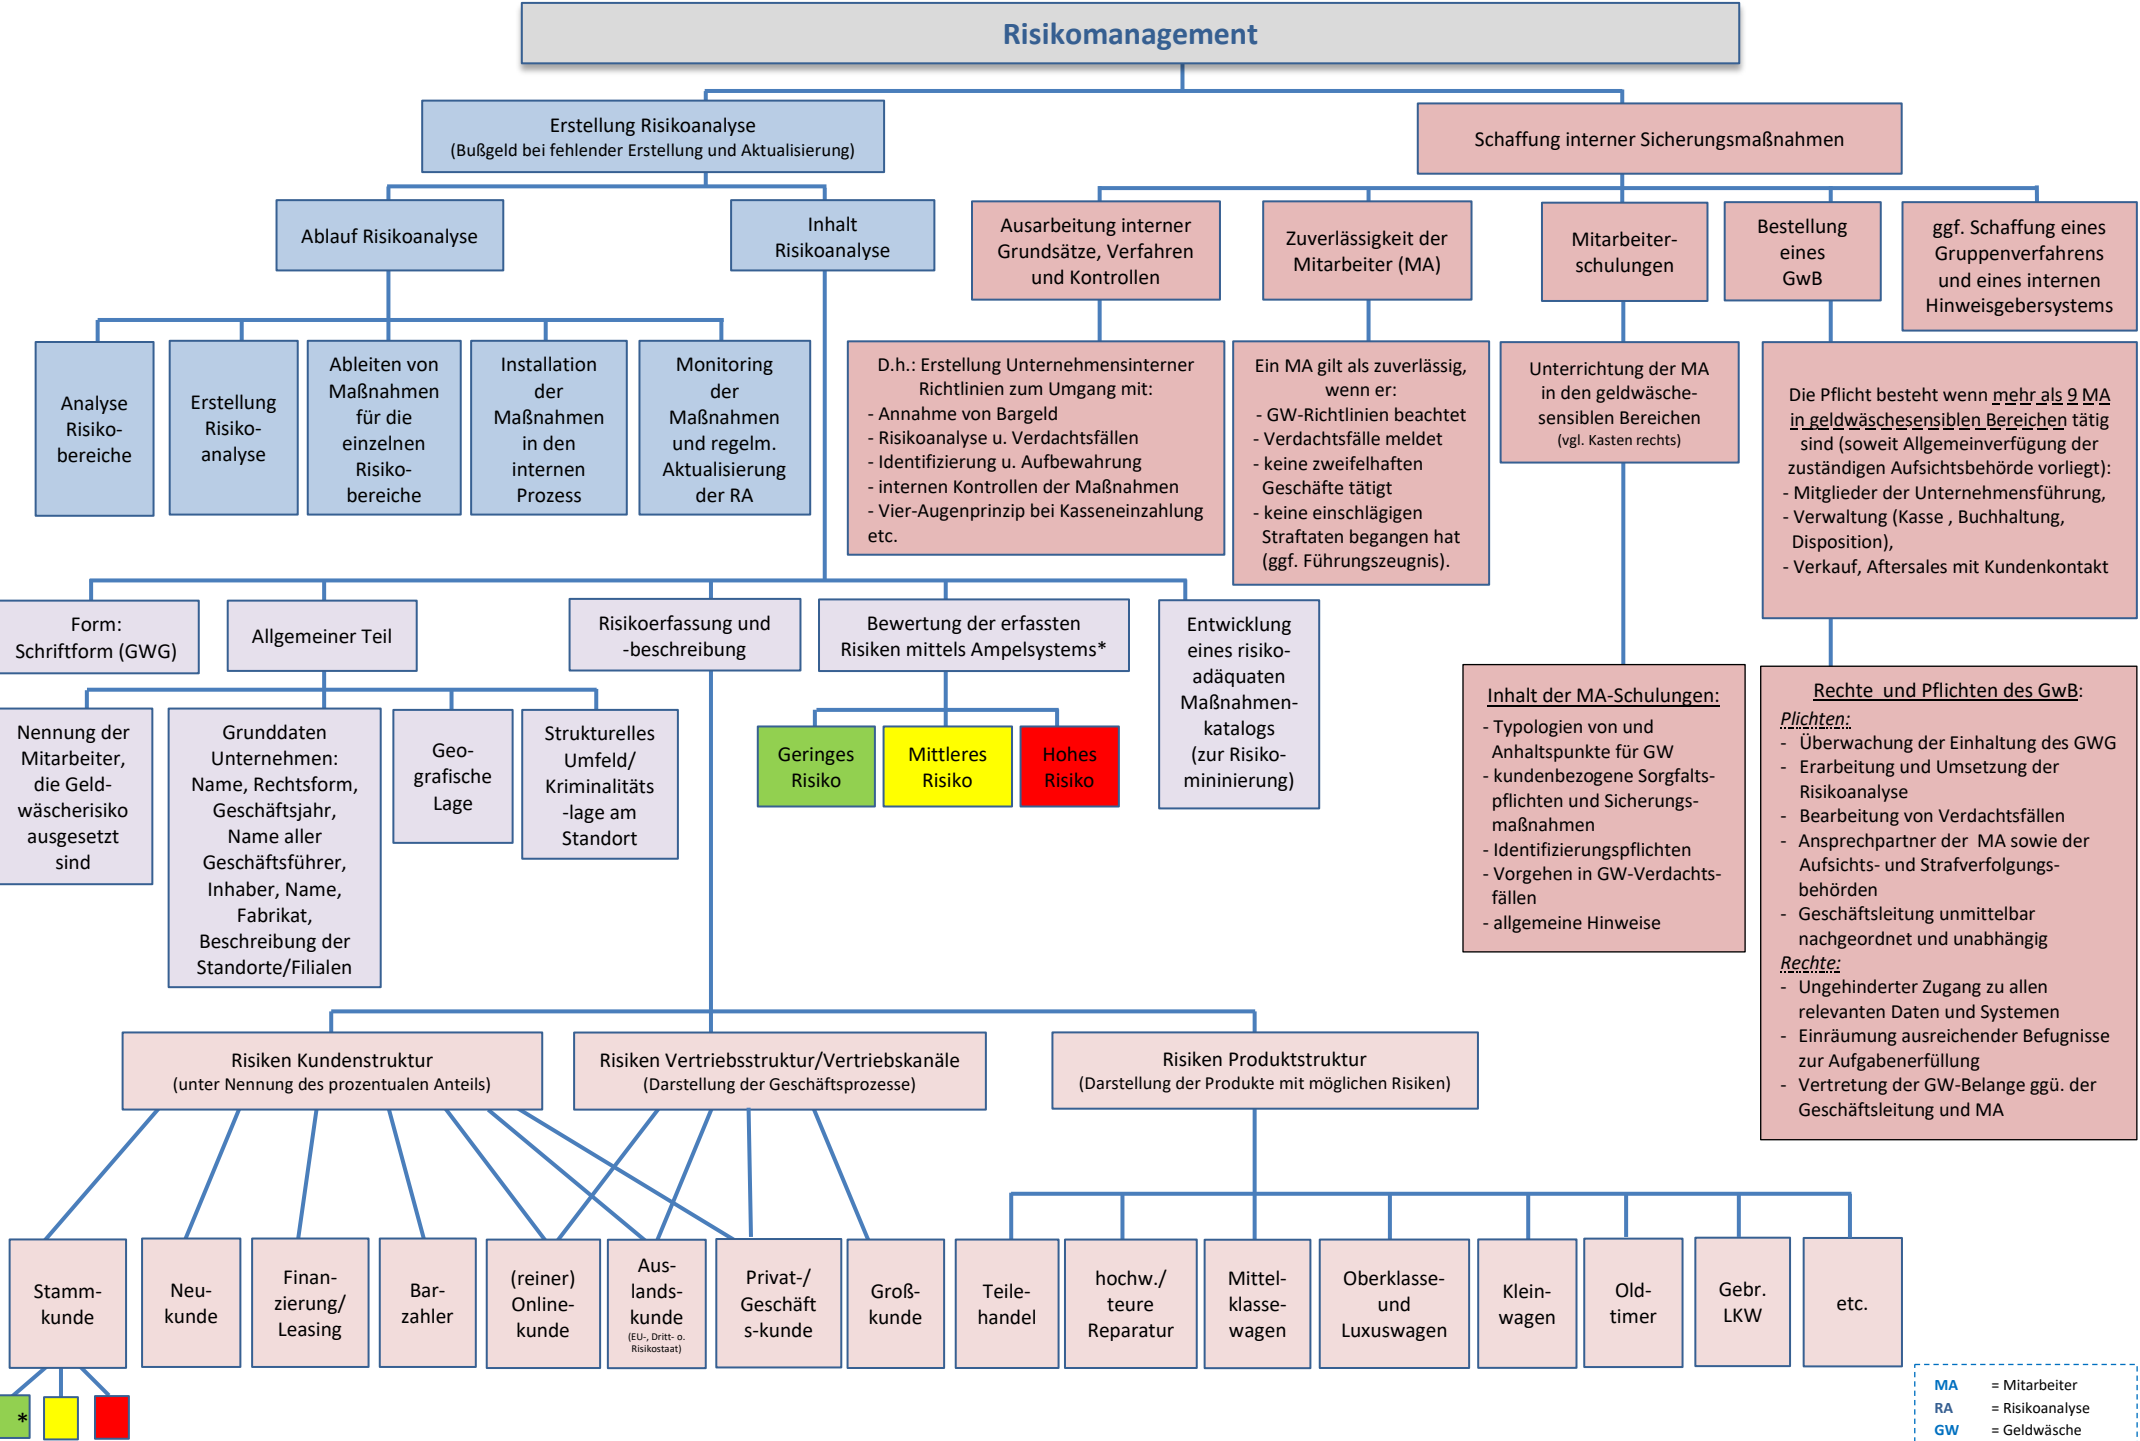 Risikomanagement
Erstellung Risikoanalyse
(Bußgeld bei fehlender Erstellung und Aktualisierung)
Schaffung interner Sicherungsmaßnahmen
Ablauf Risikoanalyse
Inhalt
Risikoanalyse
Ausarbeitung interner
Grundsätze, Verfahren
und Kontrollen
Zuverlässigkeit der
Mitarbeiter (MA)
Mitarbeiter-
schulungen
Bestellung
eines
GwB
ggf. Schaffung eines
Gruppenverfahrens
und eines internen
Hinweisgebersystems
Analyse
Risiko-
bereiche
Erstellung
Risiko-
analyse
Ableiten von
Maßnahmen
für die
einzelnen
Risiko-
bereiche
Installation
der
Maßnahmen
in den
internen
Prozess
Monitoring
der
Maßnahmen
und regelm.
Aktualisierung
der RA
D.h.: Erstellung Unternehmensinterner
Richtlinien zum Umgang mit:
- Annahme von Bargeld
- Risikoanalyse u. Verdachtsfällen
- Identifizierung u. Aufbewahrung
- internen Kontrollen der Maßnahmen
- Vier-Augenprinzip bei Kasseneinzahlung
etc.
Ein MA gilt als zuverlässig,
wenn er:
- GW-Richtlinien beachtet
- Verdachtsfälle meldet
- keine zweifelhaften
Geschäfte tätigt
- keine einschlägigen
Straftaten begangen hat
(ggf. Führungszeugnis).
Unterrichtung der MA
in den geldwäsche-
sensiblen Bereichen
(vgl. Kasten rechts)
Die Pflicht besteht wenn mehr als 9 MA
in geldwäschesensiblen Bereichen tätig
sind (soweit Allgemeinverfügung der
zuständigen Aufsichtsbehörde vorliegt):
- Mitglieder der Unternehmensführung,
- Verwaltung (Kasse , Buchhaltung,
Disposition),
- Verkauf, Aftersales mit Kundenkontakt
Form:
Schriftform (GWG)
Allgemeiner Teil
Risikoerfassung und
-beschreibung
Bewertung der erfassten
Risiken mittels Ampelsystems*
Entwicklung
eines risiko-
adäquaten
Maßnahmen-
katalogs
(zur Risiko-
mininierung)
Nennung der
Mitarbeiter,
die Geld-
wäscherisiko
ausgesetzt
sind
Grunddaten
Unternehmen:
Name, Rechtsform,
Geschäftsjahr,
Name aller
Geschäftsführer,
Inhaber, Name,
Fabrikat,
Beschreibung der
Standorte/Filialen
Geo-
grafische
Lage
Strukturelles
Umfeld/
Kriminalitäts
-lage am
Standort
Geringes
Risiko
Mittleres
Risiko
Hohes
Risiko
Inhalt der MA-Schulungen:
- Typologien von und
Anhaltspunkte für GW
- kundenbezogene Sorgfalts-
pflichten und Sicherungs-
maßnahmen
- Identifizierungspflichten
- Vorgehen in GW-Verdachts-
fällen
- allgemeine Hinweise
Rechte und Pflichten des GwB:
Plichten:
- Überwachung der Einhaltung des GWG
- Erarbeitung und Umsetzung der
Risikoanalyse
- Bearbeitung von Verdachtsfällen
- Ansprechpartner der MA sowie der
Aufsichts- und Strafverfolgungs-
behörden
- Geschäftsleitung unmittelbar
nachgeordnet und unabhängig
Rechte:
- Ungehinderter Zugang zu allen
relevanten Daten und Systemen
- Einräumung ausreichender Befugnisse
zur Aufgabenerfüllung
- Vertretung der GW-Belange ggü. der
Geschäftsleitung und MA
Risiken Kundenstruktur
(unter Nennung des prozentualen Anteils)
Risiken Vertriebsstruktur/Vertriebskanäle
(Darstellung der Geschäftsprozesse)
Risiken Produktstruktur
(Darstellung der Produkte mit möglichen Risiken)
Stamm-
kunde
Neu-
kunde
Finan-
zierung/
Leasing
Bar-
zahler
(reiner)
Online-
kunde
Aus-
lands-
kunde
(EU-, Dritt- o.
Risikostaat)
Privat-/
Geschäft
s-kunde
Groß-
kunde
Teile-
handel
hochw./
teure
Reparatur
Mittel-
klasse-
wagen
Oberklasse-
und
Luxuswagen
Klein-
wagen
Old-
timer
Gebr.
LKW
etc.
*
MA = Mitarbeiter
RA = Risikoanalyse
GW = Geldwäsche